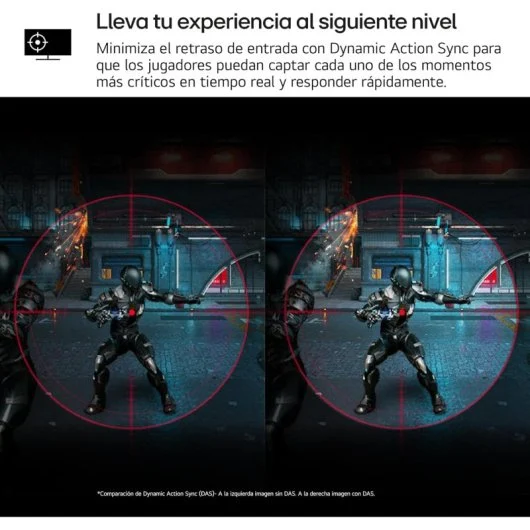 Lleva tu experiencia al siguiente nivel
Minimiza el retraso de entrada con Dynamic Action Sync para
que los jugadores puedan captar cada uno de los momentos
más críticos en tiempo real y responder rápidamente.
*Comparación de Dynamic Action Sync (DAS)- A la izquierda imagen sin DAS. A la derecha imagen con DAS.